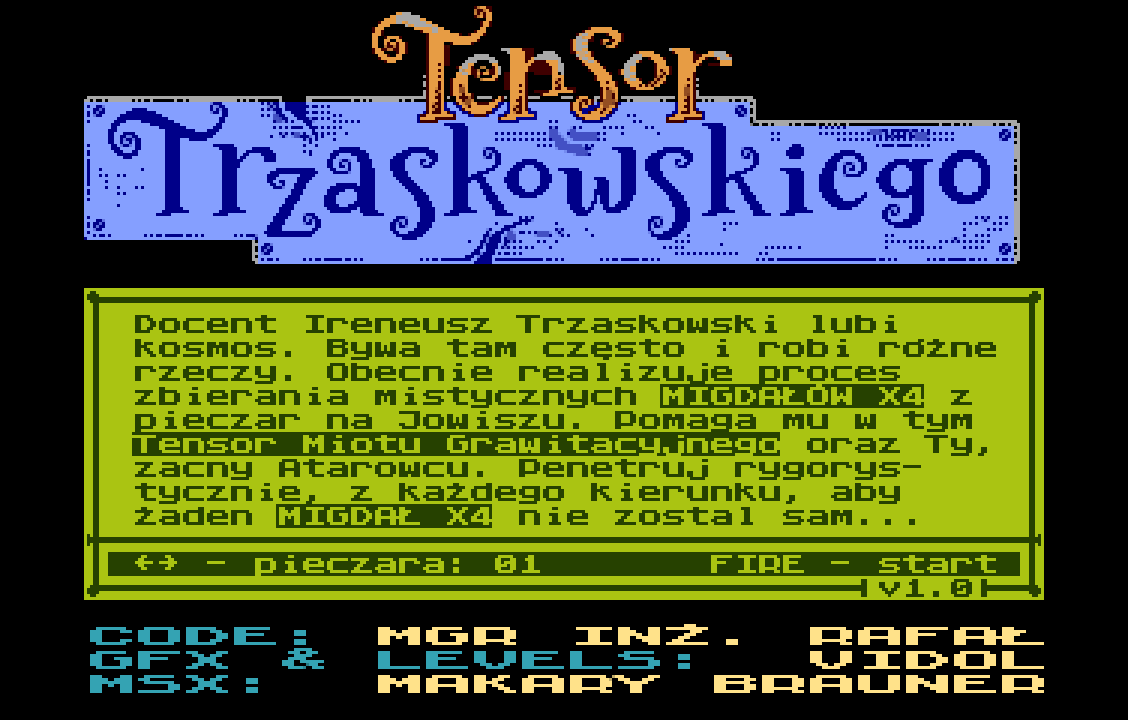 Tensor
Trzaskowskiego
Docent Ireneusz Trzaskowski lubi
kosmos. Bywa tam często i robi różne
rzeczy. Obecnie realizuje proces
zbierania mistycznych MIGDAŁÓW X4 z
pieczar na Jowiszu. Pomaga mu w tym
Tensor Miotu Grawitacyjnego oraz Ty,
zacny Atarowcu. Penetruj rygorys-
tycznie, z każdego kierunku, aby
żaden MIGDAŁ X4 nie zostal sam...
←→ - pieczara: 01 FIRE - start
v1.0
CODE: MGR INŻ. RAFAŁ
GFX & LEVELS: VIDOL
MSX: MAKARY BRAUNER